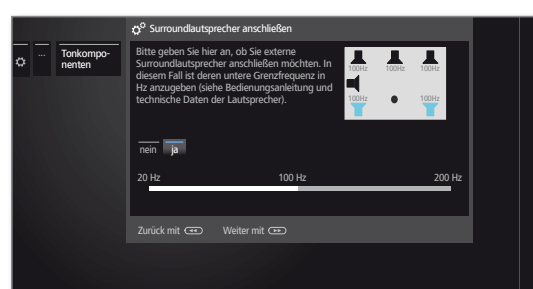 Surroundlautsprecher anschließen
...
Tonkompo-
nenten
Bitte geben Sie hier an, ob Sie externe
Surroundlautsprecher anschließen möchten. In
diesem Fall ist deren untere Grenzfrequenz in
Hz anzugeben (siehe Bedienungsanleitung und
technische Daten der Lautsprecher).
100Hz 100Hz 100Hz
100Hz 100Hz
nein ja
20 Hz 100 Hz 200 Hz
Zurück mit Weiter mit